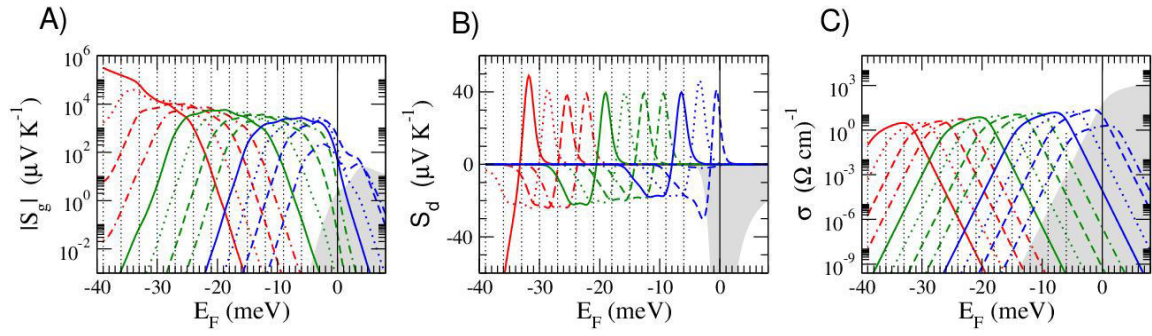 A)
B)
C)
10^6
10^4
10^2
10^0
10^-2
|S_g| (μV K^-1)
-40 -30 -20 -10 0
E_F (meV)
40
0
-40
S_d (μV K^-1)
-40 -30 -20 -10 0
E_F (meV)
10^3
10^0
10^-3
10^-6
10^-9
σ (Ω cm)^-1
-40 -30 -20 -10 0
E_F (meV)